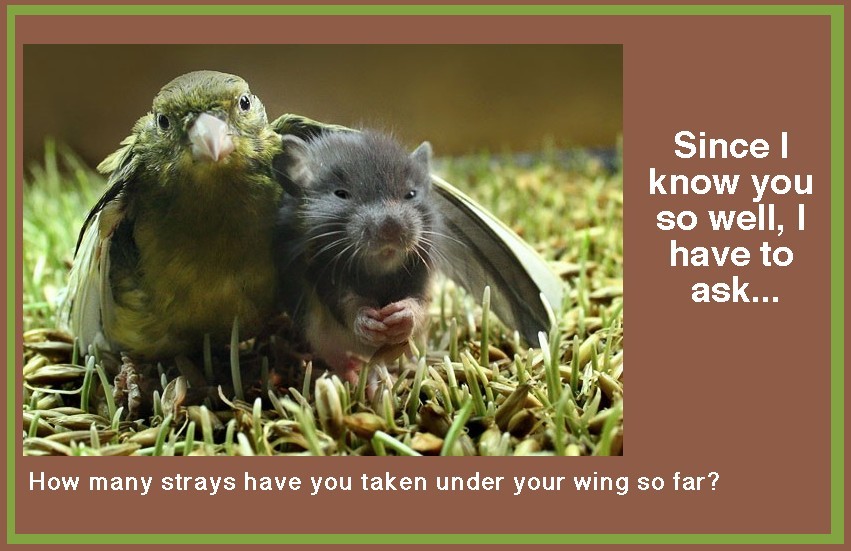 Since I
know you
so well, I
have to
ask...
How many strays have you taken under your wing so far?